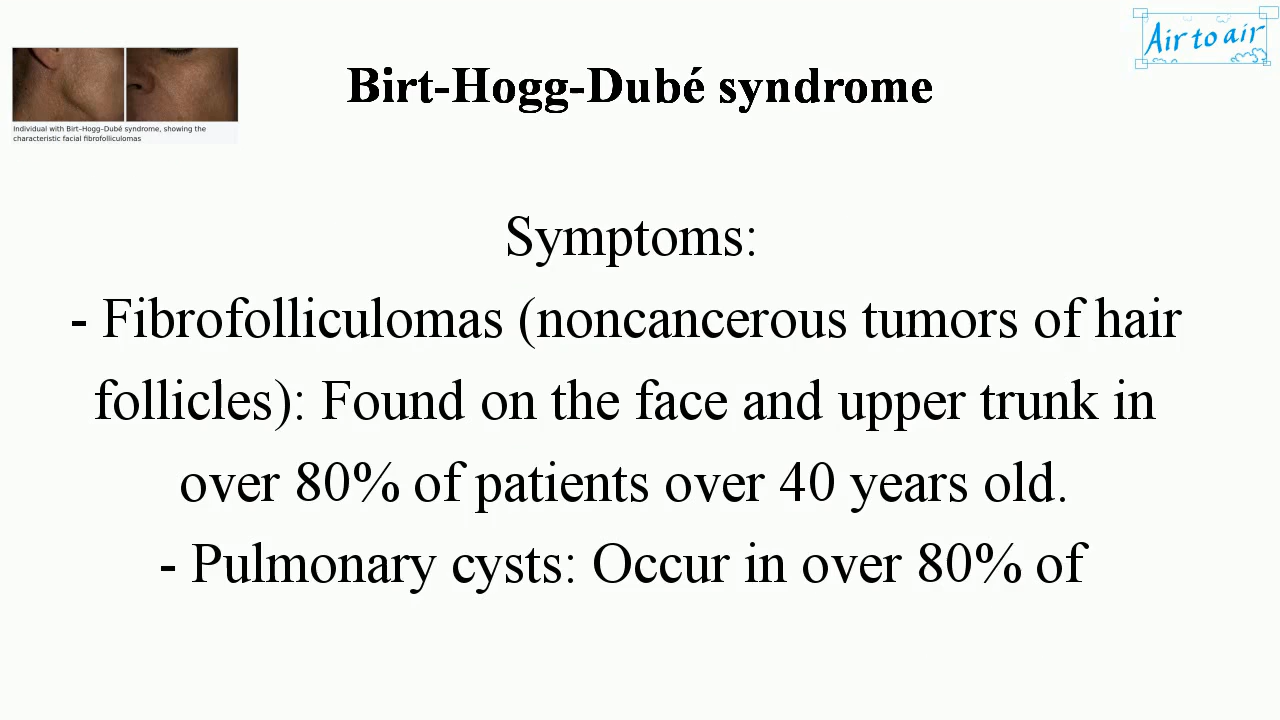 Air to air
Birt-Hogg-Dubé syndrome
Individual with Birt–Hogg–Dubé syndrome, showing the
characteristic facial fibrofolliculomas
Symptoms:
- Fibrofolliculomas (noncancerous tumors of hair
follicles): Found on the face and upper trunk in
over 80% of patients over 40 years old.
- Pulmonary cysts: Occur in over 80% of